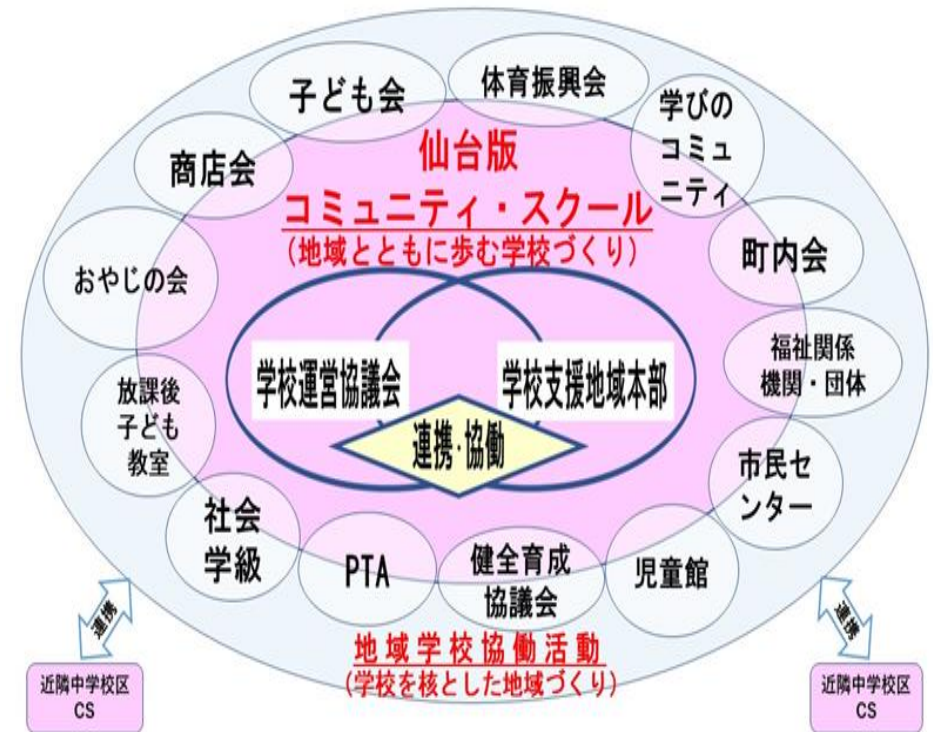 子ども会
体育振興会
学びの
コミュ
ニティ
商店会
仙台版
コミュニティ・スクール
(地域とともに歩む学校づくり)
町内会
おやじの会
福祉関係
機関・団体
学校運営協議会
学校支援地域本部
連携・協働
放課後
子ども
教室
市民セ
ンター
社会
学級
PTA
健全育成
協議会
児童館
地域学校協働活動
(学校を核とした地域づくり)
連携
連携
近隣中学校区
CS
近隣中学校区
CS